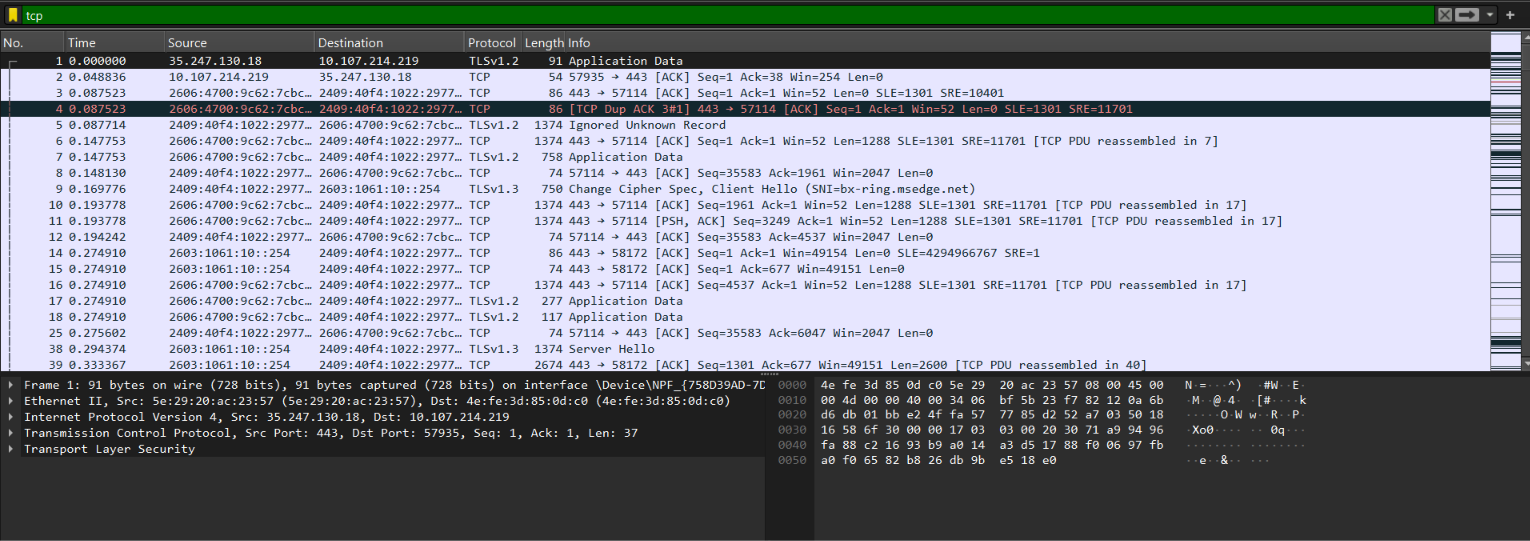 tcp
No. Time Source Destination Protocol Length Info
1 0.000000 35.247.130.18 10.107.214.219 TLSv1.2 91 Application Data
2 0.048836 10.107.214.219 35.247.130.18 TCP 54 57935 → 443 [ACK] Seq=1 Ack=38 Win=254 Len=0
3 0.087523 2606:4700:9c62:7cbc… 2409:40f4:1022:2977… TCP 86 443 → 57114 [ACK] Seq=1 Ack=1 Win=52 Len=0 SLE=1301 SRE=10401
4 0.087523 2606:4700:9c62:7cbc… 2409:40f4:1022:2977… TCP 86 [TCP Dup ACK 3#1] 443 → 57114 [ACK] Seq=1 Ack=1 Win=52 Len=0 SLE=1301 SRE=11701
5 0.087714 2409:40f4:1022:2977… 2606:4700:9c62:7cbc… TLSv1.2 1374 Ignored Unknown Record
6 0.147753 2606:4700:9c62:7cbc… 2409:40f4:1022:2977… TCP 1374 443 → 57114 [ACK] Seq=1 Ack=1 Win=52 Len=1288 SLE=1301 SRE=11701 [TCP PDU reassembled in 7]
7 0.147753 2606:4700:9c62:7cbc… 2409:40f4:1022:2977… TLSv1.2 758 Application Data
8 0.148130 2409:40f4:1022:2977… 2606:4700:9c62:7cbc… TCP 74 57114 → 443 [ACK] Seq=35583 Ack=1961 Win=2047 Len=0
9 0.169776 2409:40f4:1022:2977… 2603:1061:10::254 TLSv1.3 750 Change Cipher Spec, Client Hello (SNI=bx-ring.msedge.net)
10 0.193778 2606:4700:9c62:7cbc… 2409:40f4:1022:2977… TCP 1374 443 → 57114 [ACK] Seq=1961 Ack=1 Win=52 Len=1288 SLE=1301 SRE=11701 [TCP PDU reassembled in 17]
11 0.193778 2606:4700:9c62:7cbc… 2409:40f4:1022:2977… TCP 1374 443 → 57114 [PSH, ACK] Seq=3249 Ack=1 Win=52 Len=1288 SLE=1301 SRE=11701 [TCP PDU reassembled in 17]
12 0.194242 2409:40f4:1022:2977… 2606:4700:9c62:7cbc… TCP 74 57114 → 443 [ACK] Seq=35583 Ack=4537 Win=2047 Len=0
14 0.274910 2603:1061:10::254 2409:40f4:1022:2977… TCP 86 443 → 58172 [ACK] Seq=1 Ack=1 Win=49154 Len=0 SLE=4294966767 SRE=1
15 0.274910 2603:1061:10::254 2409:40f4:1022:2977… TCP 74 443 → 58172 [ACK] Seq=1 Ack=677 Win=49151 Len=0
16 0.274910 2606:4700:9c62:7cbc… 2409:40f4:1022:2977… TCP 1374 443 → 57114 [ACK] Seq=4537 Ack=1 Win=52 Len=1288 SLE=1301 SRE=11701 [TCP PDU reassembled in 17]
17 0.274910 2606:4700:9c62:7cbc… 2409:40f4:1022:2977… TLSv1.2 277 Application Data
18 0.274910 2606:4700:9c62:7cbc… 2409:40f4:1022:2977… TLSv1.2 117 Application Data
25 0.275602 2409:40f4:1022:2977… 2606:4700:9c62:7cbc… TCP 74 57114 → 443 [ACK] Seq=35583 Ack=6047 Win=2047 Len=0
38 0.294374 2603:1061:10::254 2409:40f4:1022:2977… TLSv1.3 1374 Server Hello
39 0.333367 2603:1061:10::254 2409:40f4:1022:2977… TCP 2674 443 → 58172 [ACK] Seq=1301 Ack=677 Win=49151 Len=2600 [TCP PDU reassembled in 40]
Frame 1: 91 bytes on wire (728 bits), 91 bytes captured (728 bits) on interface \Device\NPF_{758D39AD-7D
Ethernet II, Src: 5e:29:20:ac:23:57 (5e:29:20:ac:23:57), Dst: 4e:fe:3d:85:0d:c0 (4e:fe:3d:85:0d:c0)
Internet Protocol Version 4, Src: 35.247.130.18, Dst: 10.107.214.219
Transmission Control Protocol, Src Port: 443, Dst Port: 57935, Seq: 1, Ack: 1, Len: 37
Transport Layer Security
0000 4e fe 3d 85 0d c0 5e 29 20 ac 23 57 08 00 45 00 N·=···^) ·#W··E·
0010 00 4d 00 00 40 00 34 06 bf 5b 23 f7 82 12 0a 6b ·M··@·4· ·[#····k
0020 d6 db 01 bb e2 4f fa 57 77 85 d2 52 a7 03 50 18 ·····O·W w··R··P·
0030 16 58 6f 30 00 00 17 03 03 00 20 30 71 a9 94 96 ·Xo0···· ·· 0q···
0040 fa 88 c2 16 93 b9 a0 14 a3 d5 17 88 f0 06 97 fb ········ ········
0050 a0 f0 65 82 b8 26 db 9b e5 18 e0 ··e··&·· ···